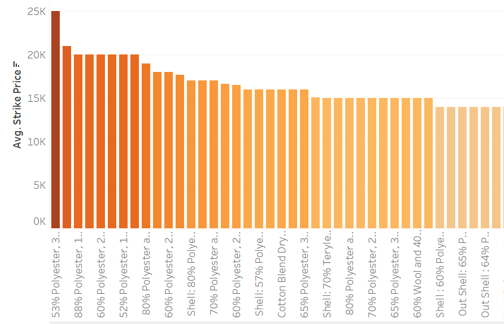 Avg. Strike Price
25K
20K
15K
10K
5K
0K
53% Polyester, 3..
88% Polyester, 1..
60% Polyester, 2..
52% Polyester, 1..
80% Polyester a..
60% Polyester, 2..
Shell: 80% Polye..
70% Polyester a..
60% Polyester, 2..
Shell: 57% Polye..
Cotton Blend Dry..
65% Polyester, 3..
Shell: 70% Teryle..
80% Polyester a..
70% Polyester, 2..
65% Polyester, 3..
60% Wool and 40..
Shell : 60% Polye..
Out Shell: 65% P..
Out Shell : 64% P..